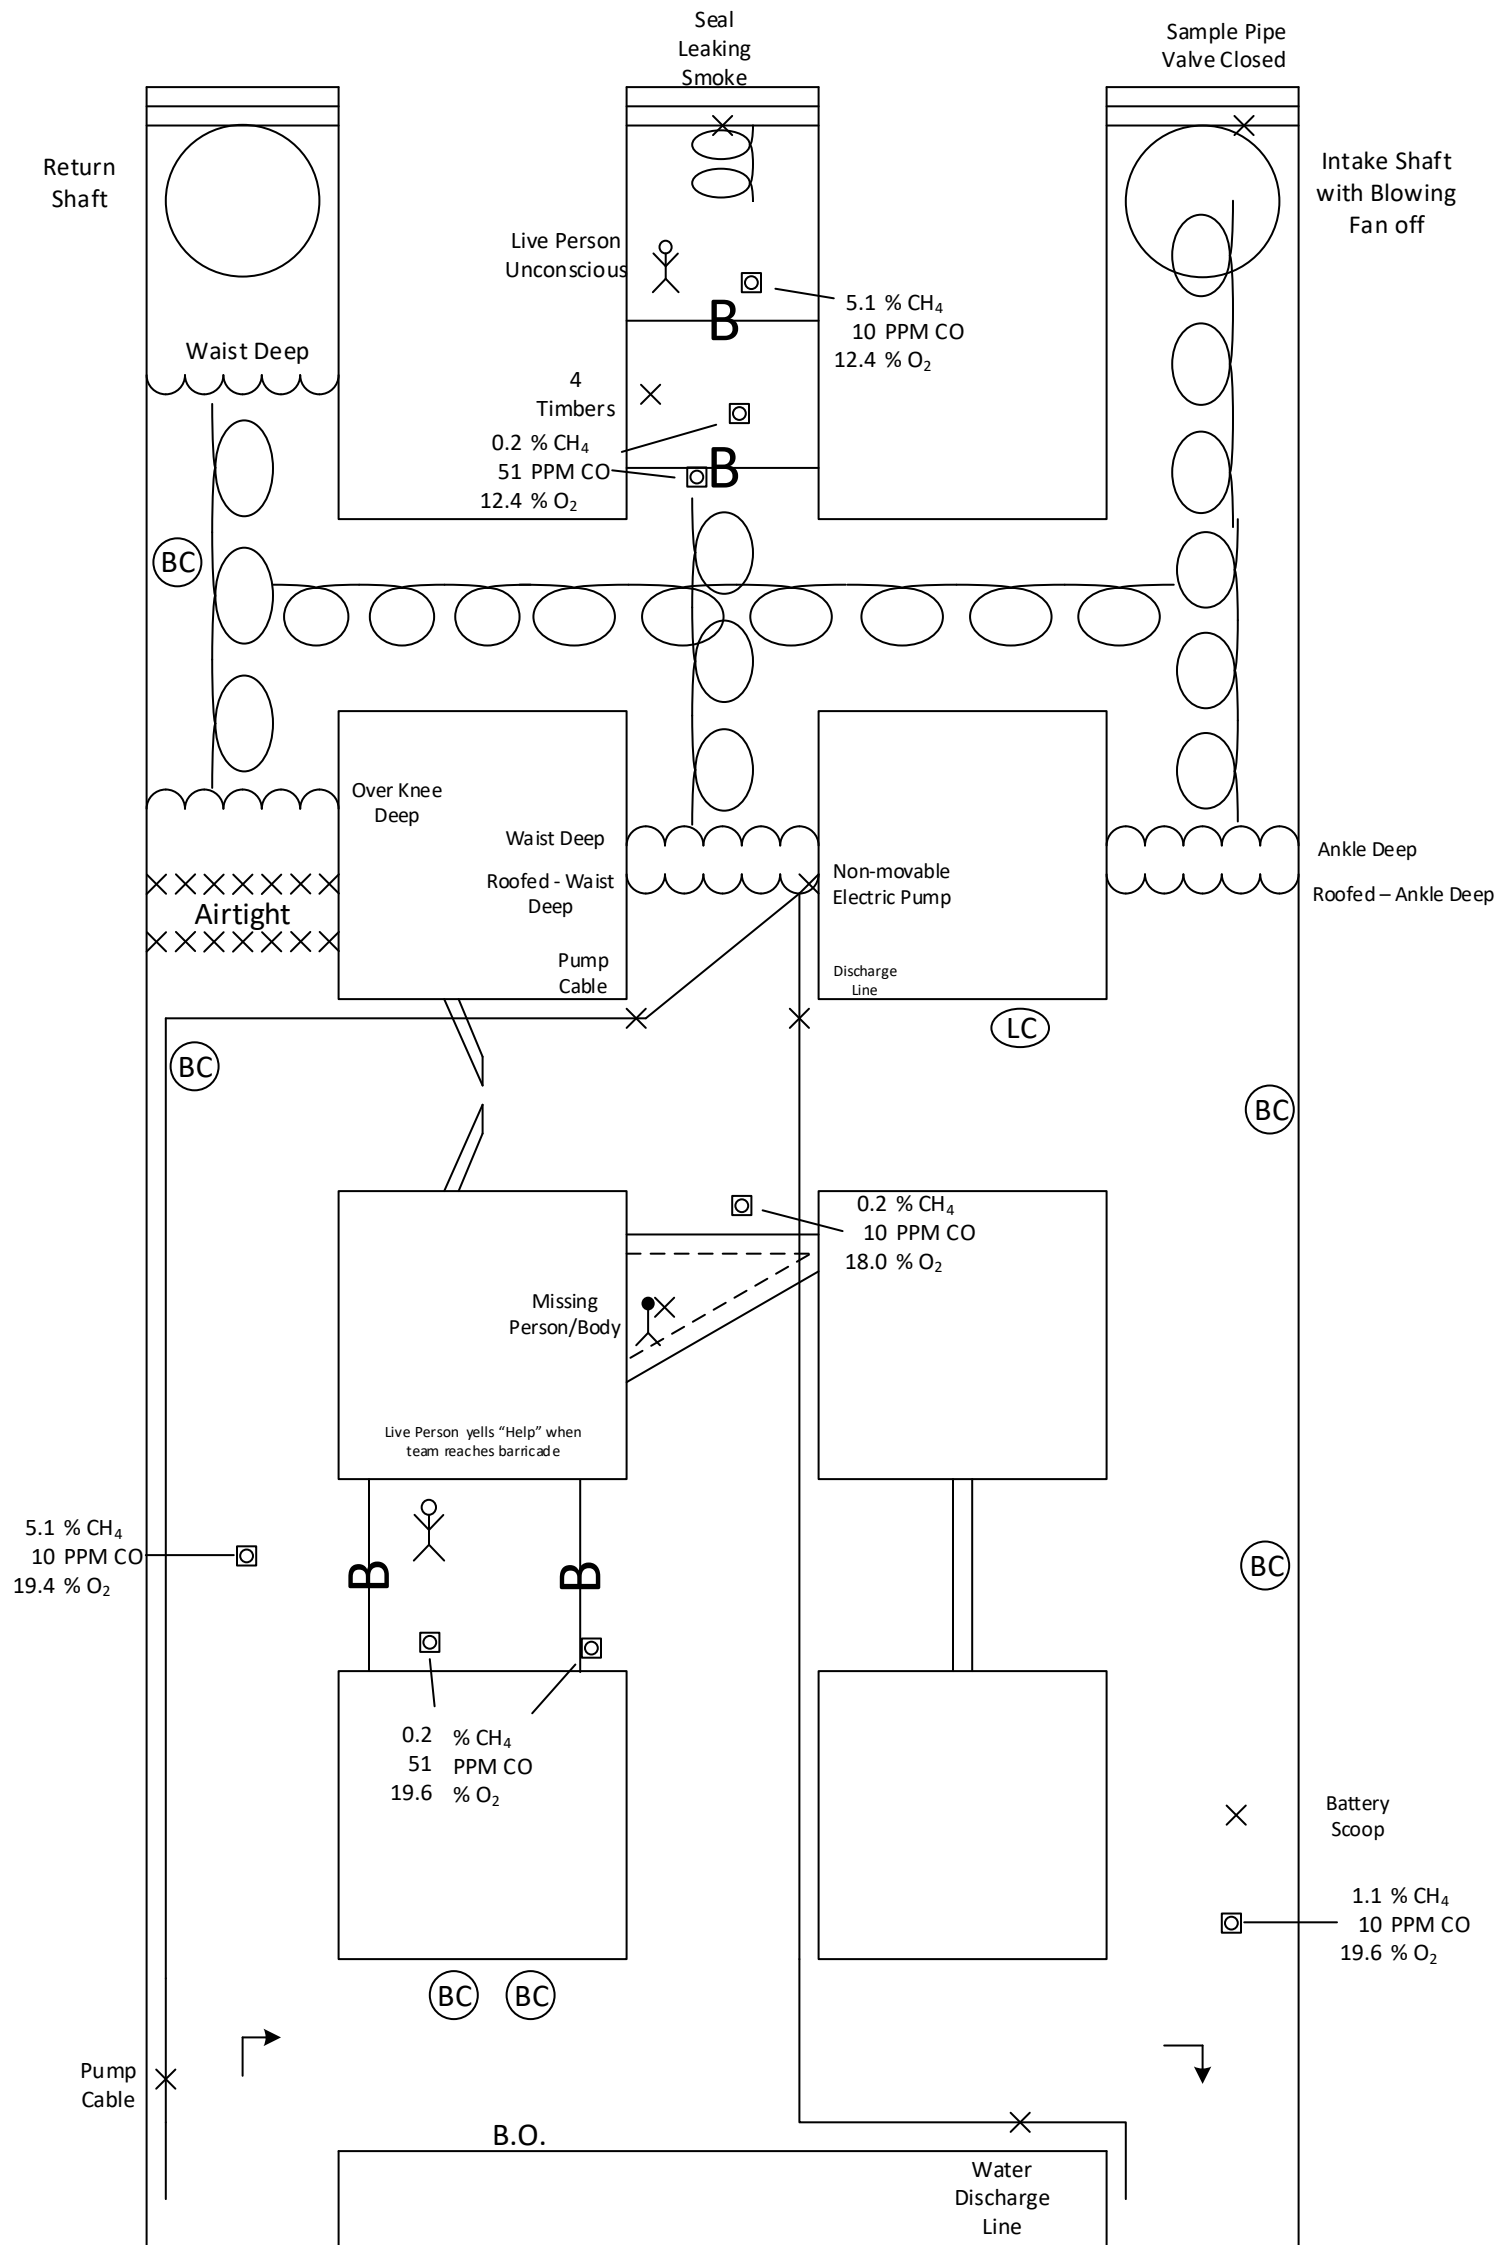 Seal
Leaking
Smoke
Sample Pipe
Valve Closed
Return
Shaft
Intake Shaft
with Blowing
Fan off
Live Person
Unconscious
5.1 % CH₄
10 PPM CO
12.4 % O₂
B
Waist Deep
4
Timbers
0.2 % CH₄
51 PPM CO
12.4 % O₂
B
BC
Over Knee
Deep
Waist Deep
Roofed - Waist
Deep
Non-movable
Electric Pump
Ankle Deep
Roofed – Ankle Deep
Airtight
Pump
Cable
Discharge
Line
LC
BC
BC
0.2 % CH₄
10 PPM CO
18.0 % O₂
Missing
Person/Body
Live Person yells “Help” when
team reaches barricade
5.1 % CH₄
10 PPM CO
19.4 % O₂
B
B
BC
0.2 % CH₄
51 PPM CO
19.6 % O₂
Battery
Scoop
1.1 % CH₄
10 PPM CO
19.6 % O₂
BC BC
Pump
Cable
B.O.
Water
Discharge
Line